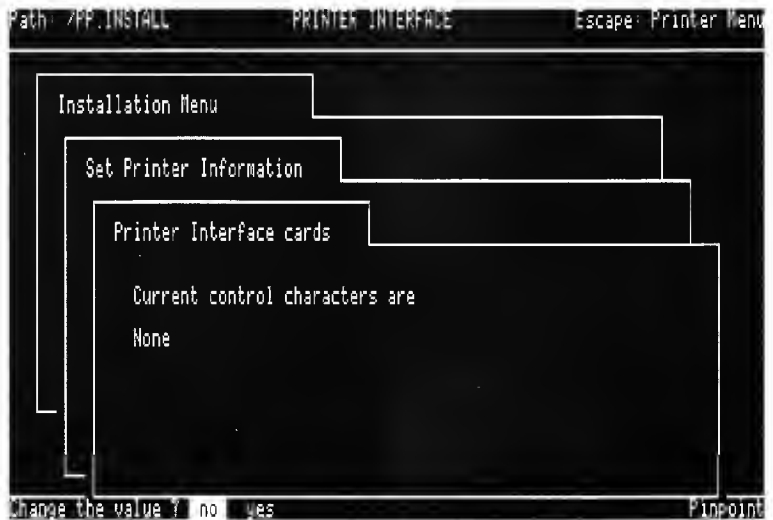 Path: /PP.INSTALL PRINTER INTERFACE Escape: Printer Menu
Installation Menu
Set Printer Information
Printer Interface cards
Current control characters are
None
Change the value ? no yes Pinpoint